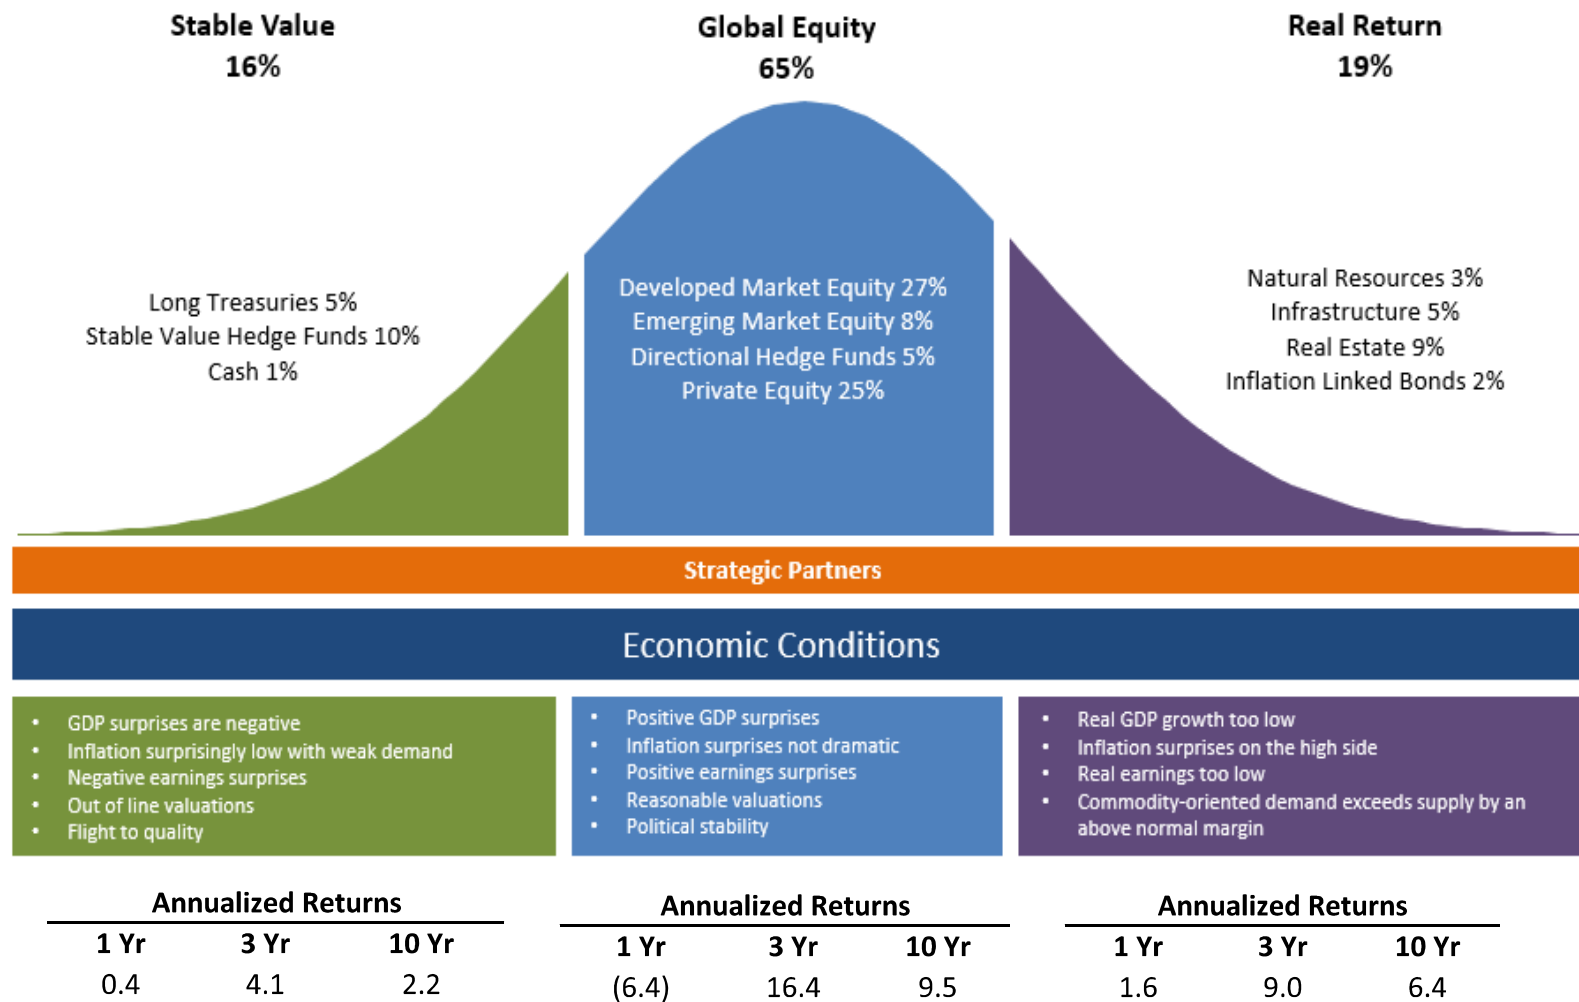 Stable Value
16%
Global Equity
65%
Real Return
19%
Long Treasuries 5%
Stable Value Hedge Funds 10%
Cash 1%
Developed Market Equity 27%
Emerging Market Equity 8%
Directional Hedge Funds 5%
Private Equity 25%
Natural Resources 3%
Infrastructure 5%
Real Estate 9%
Inflation Linked Bonds 2%
Strategic Partners
Economic Conditions
• GDP surprises are negative
• Inflation surprisingly low with weak demand
• Negative earnings surprises
• Out of line valuations
• Flight to quality
• Positive GDP surprises
• Inflation surprises not dramatic
• Positive earnings surprises
• Reasonable valuations
• Political stability
• Real GDP growth too low
• Inflation surprises on the high side
• Real earnings too low
• Commodity-oriented demand exceeds supply by an
above normal margin
Annualized Returns
1 Yr 3 Yr 10 Yr
0.4 4.1 2.2
Annualized Returns
1 Yr 3 Yr 10 Yr
(6.4) 16.4 9.5
Annualized Returns
1 Yr 3 Yr 10 Yr
1.6 9.0 6.4